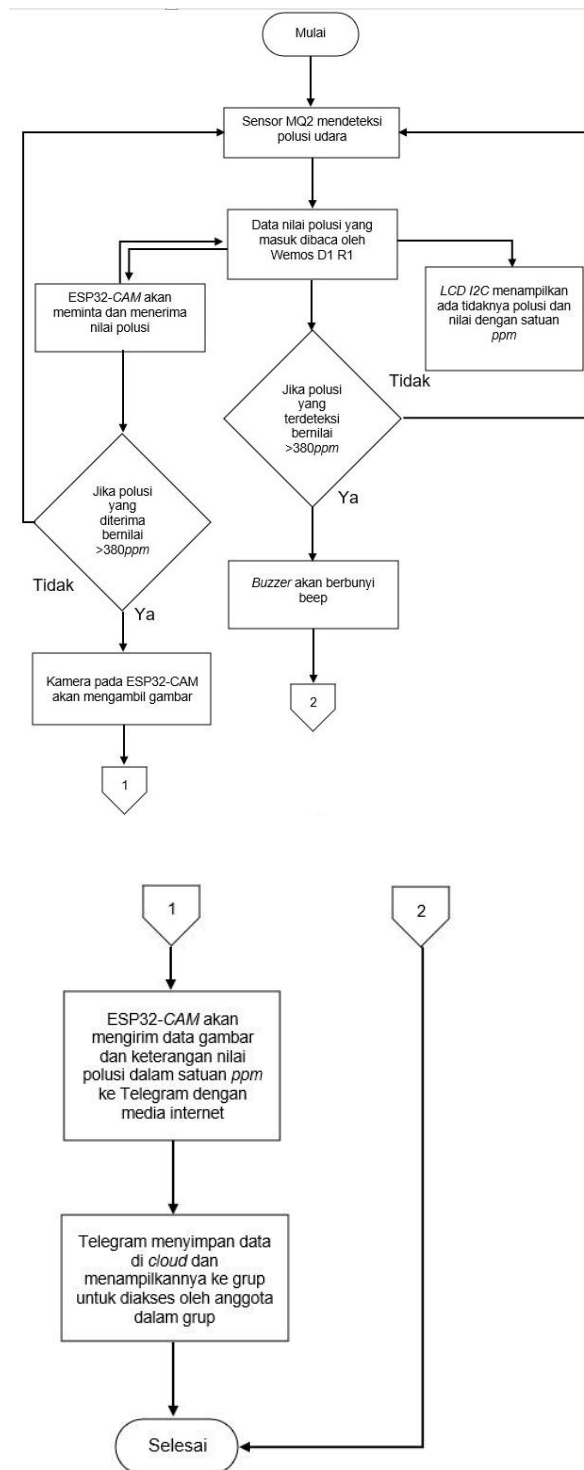 Mulai
Sensor MQ2 mendeteksi
polusi udara
Data nilai polusi yang
masuk dibaca oleh
Wemos D1 R1
ESP32-CAM akan
meminta dan menerima
nilai polusi
LCD I2C menampilkan
ada tidaknya polusi dan
nilai dengan satuan
ppm
Tidak
Jika polusi
yang
terdeteksi
bernilai
>380ppm
Ya
Jika polusi
yang
diterima
bernilai
>380ppm
Tidak
Ya
Buzzer akan berbunyi
beep
Kamera pada ESP32-CAM
akan mengambil gambar
2
1
1
2
ESP32-CAM akan
mengirim data gambar
dan keterangan nilai
polusi dalam satuan ppm
ke Telegram dengan
media internet
Telegram menyimpan data
di cloud dan
menampilkannya ke grup
untuk diakses oleh anggota
dalam grup
Selesai